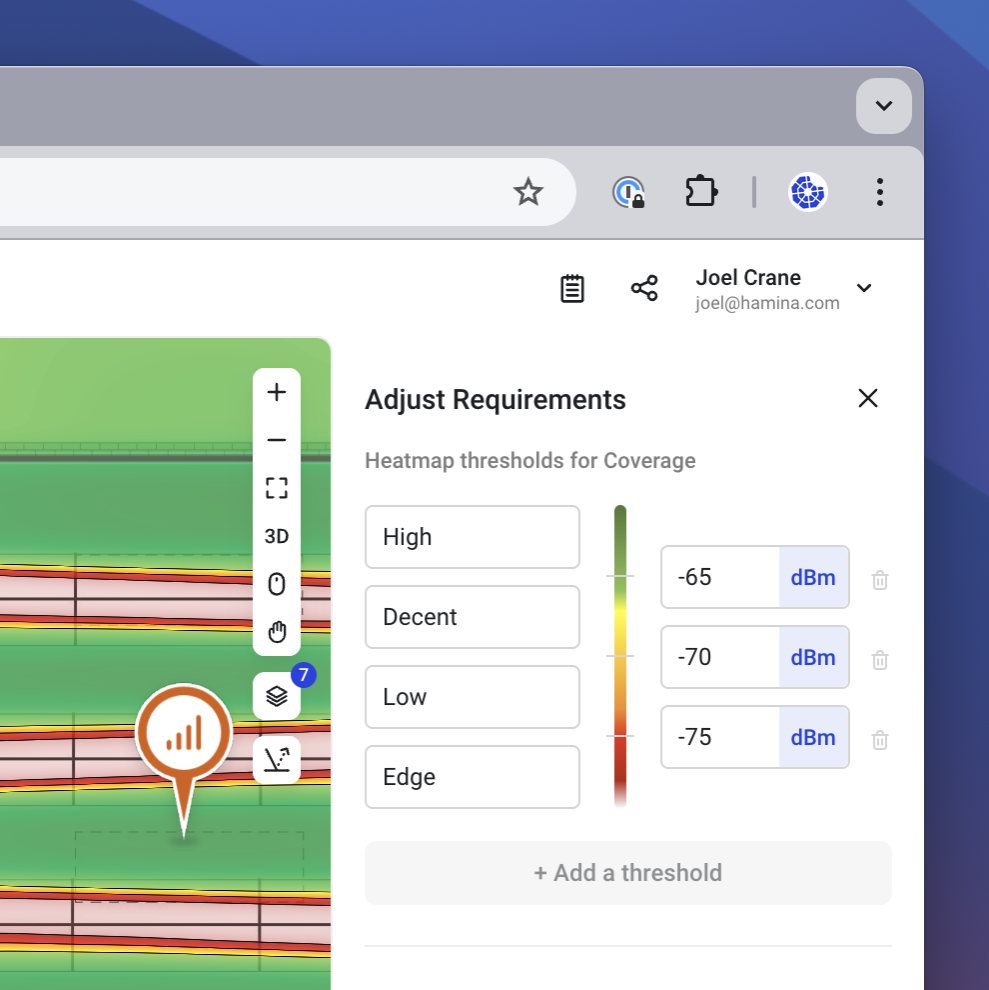 Joel Crane
joel@hamina.com
Adjust Requirements
Heatmap thresholds for Coverage
High
Decent
Low
Edge
-65 dBm
-70 dBm
-75 dBm
+ Add a threshold
3D
7